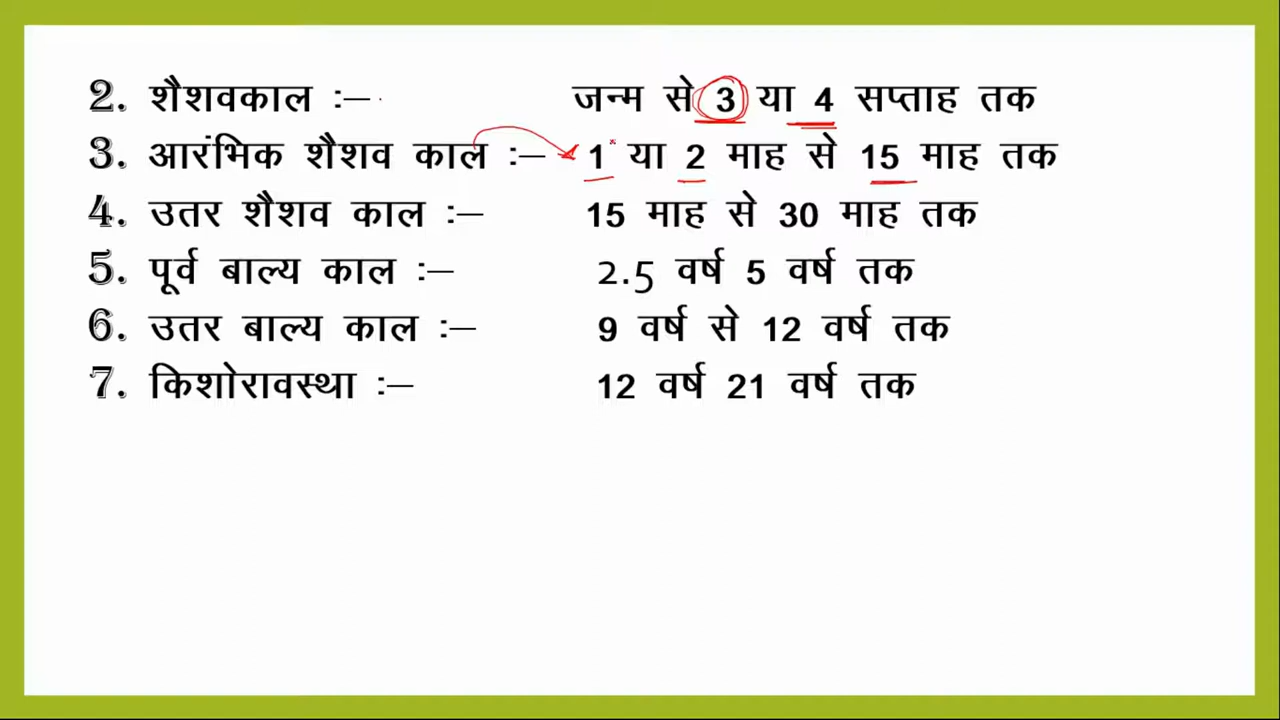 2. शैशवकाल :– जन्म से 3 या 4 सप्ताह तक
3. आरंभिक शैशव काल :– 1 या 2 माह से 15 माह तक
4. उतर शैशव काल :– 15 माह से 30 माह तक
5. पूर्व बाल्य काल :– 2.5 वर्ष 5 वर्ष तक
6. उतर बाल्य काल :– 9 वर्ष से 12 वर्ष तक
7. किशोरावस्था :– 12 वर्ष 21 वर्ष तक